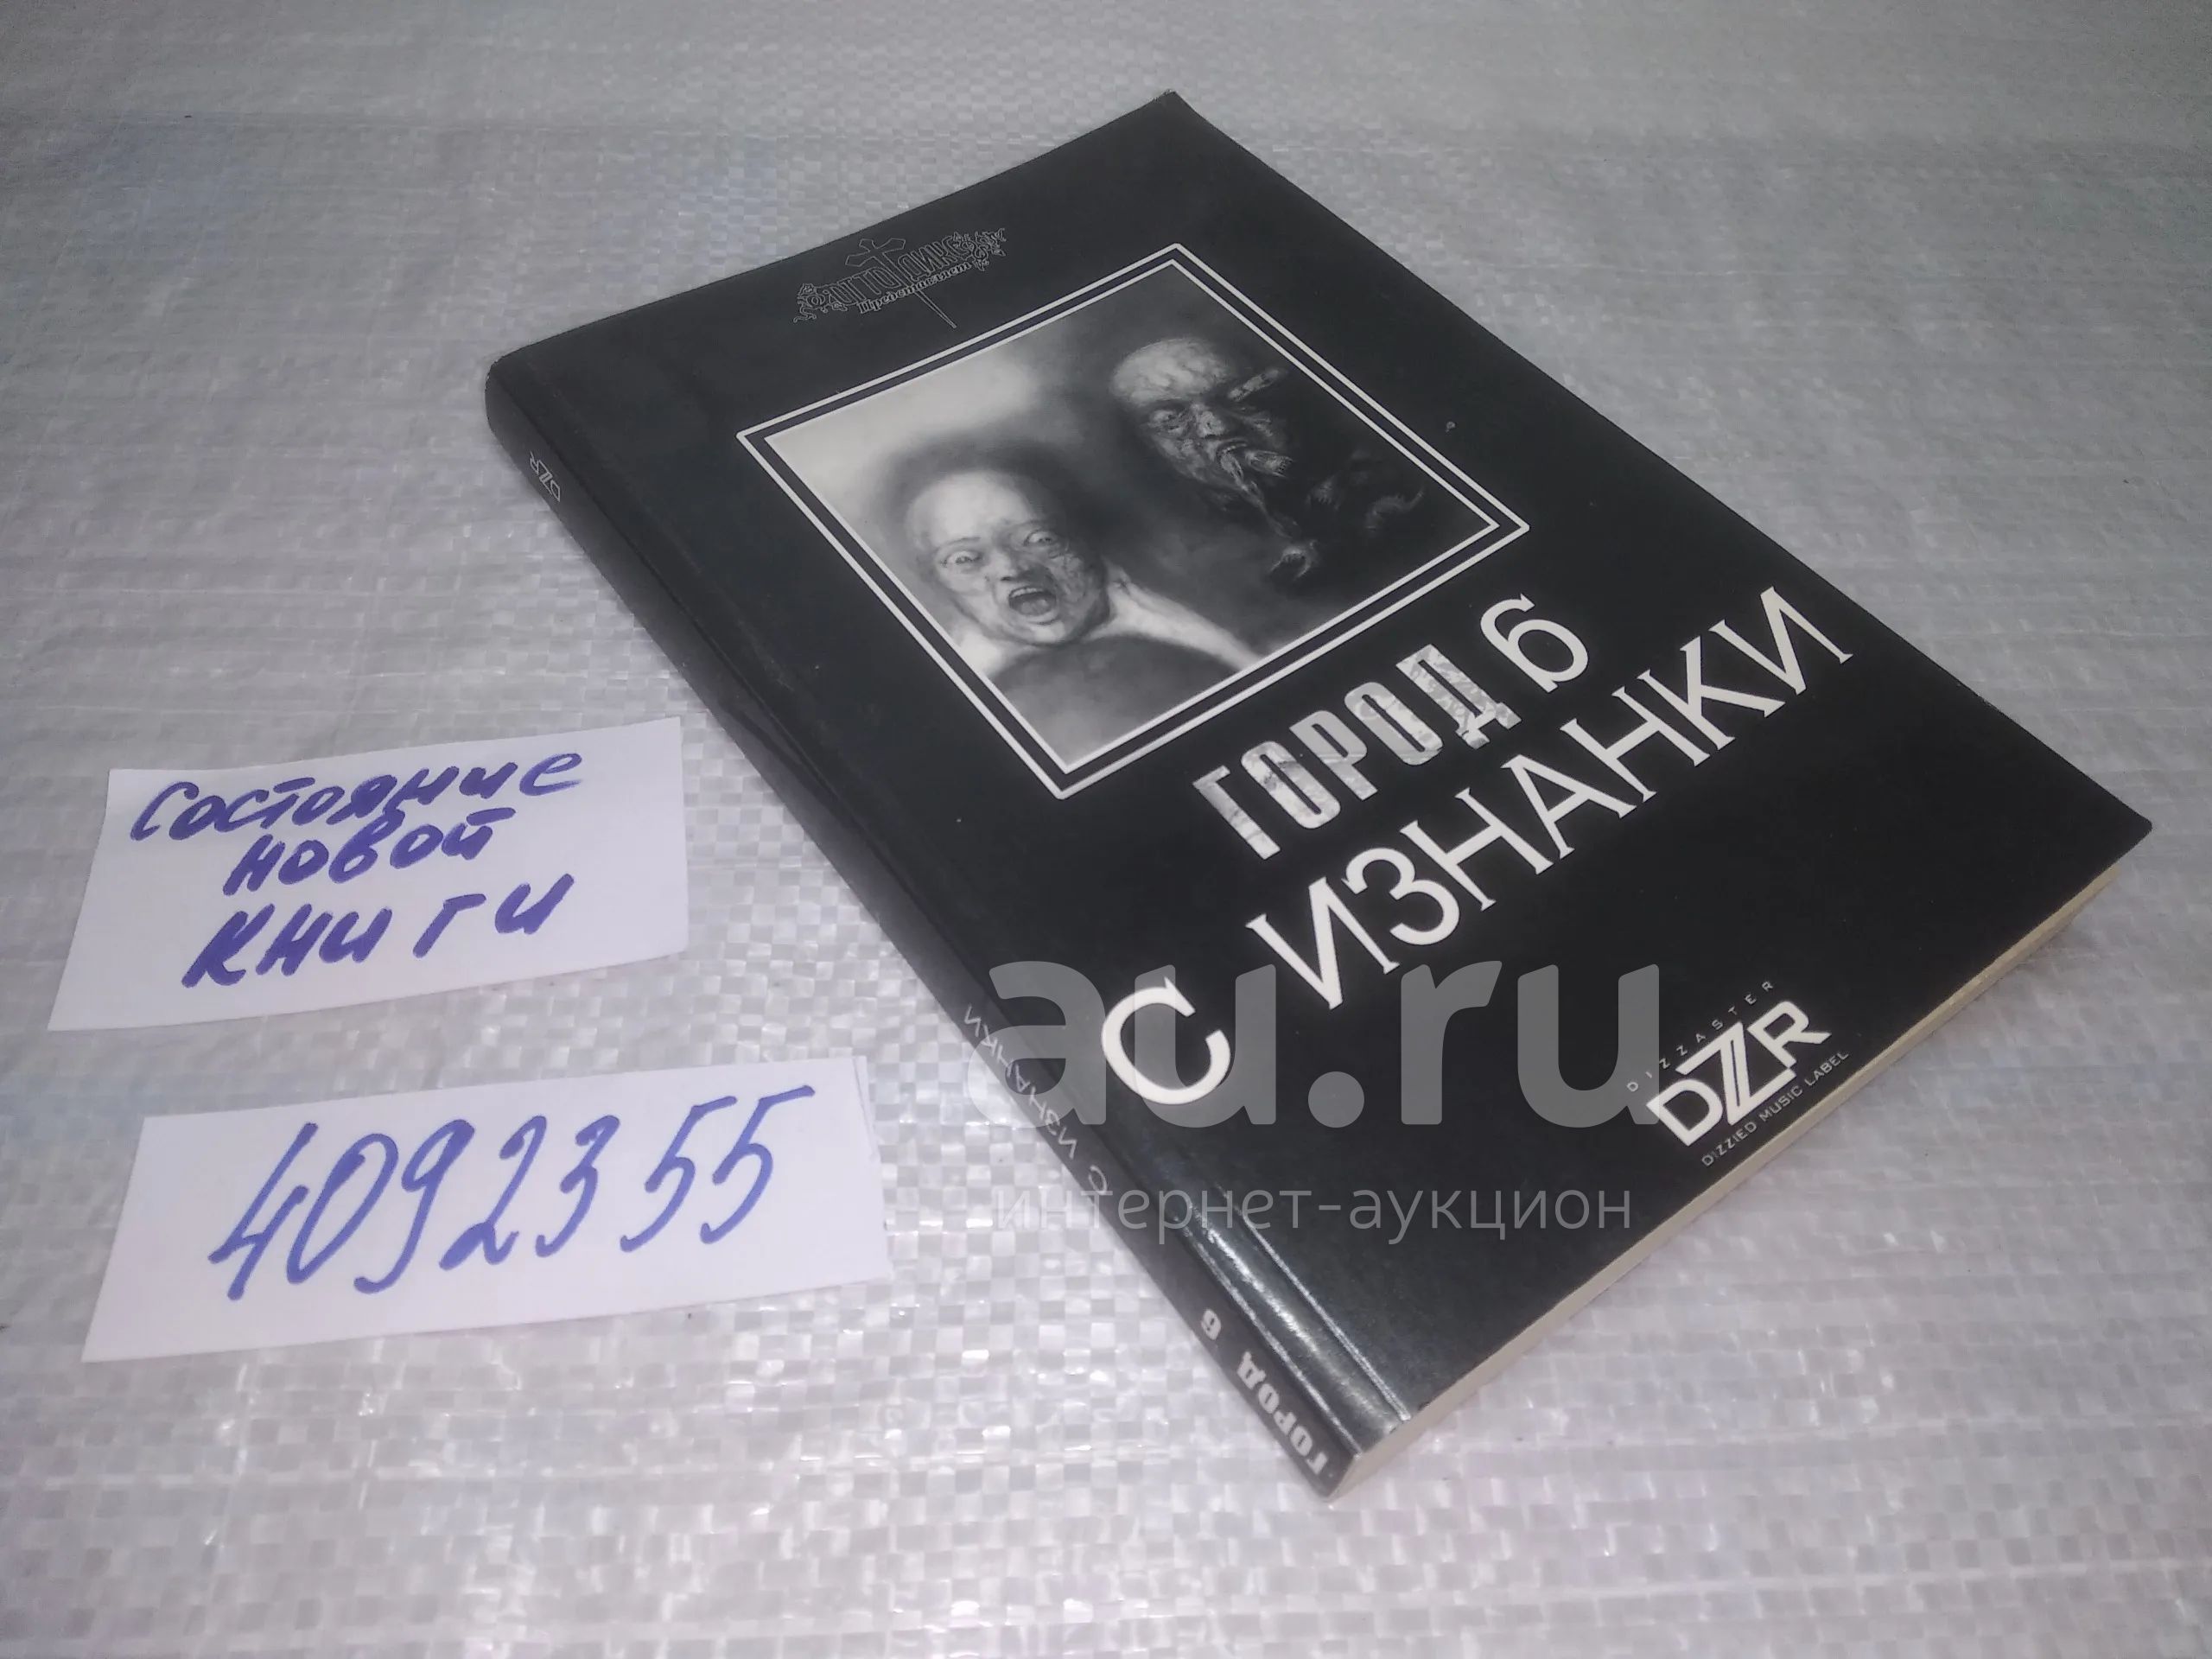 Представляет
ГОРОД 6
С ИЗНАНКИ
DIZZASTER
DZR
DIZZIED MUSIC LABEL
DZR
С ИЗНАНКИ
ГОРОД 6
Состояние
новой
книги
4092355
au.ru
интернет-аукцион